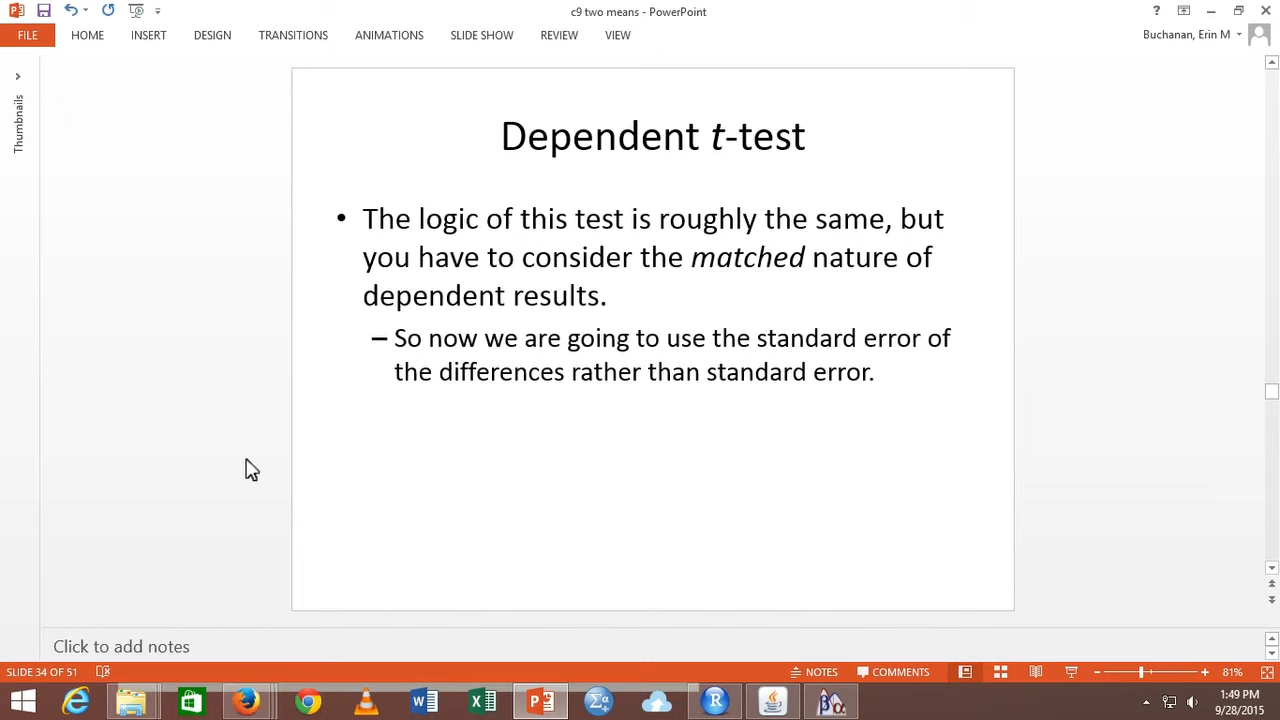 c9 two means - PowerPoint
?
FILE
HOME
INSERT
DESIGN
TRANSITIONS
ANIMATIONS
SLIDE SHOW
REVIEW
VIEW
Buchanan, Erin M
Thumbnails
Dependent t-test
• The logic of this test is roughly the same, but
you have to consider the matched nature of
dependent results.
– So now we are going to use the standard error of
the differences rather than standard error.
Click to add notes
SLIDE 34 OF 51
NOTES
COMMENTS
81%
1:49 PM
9/28/2015